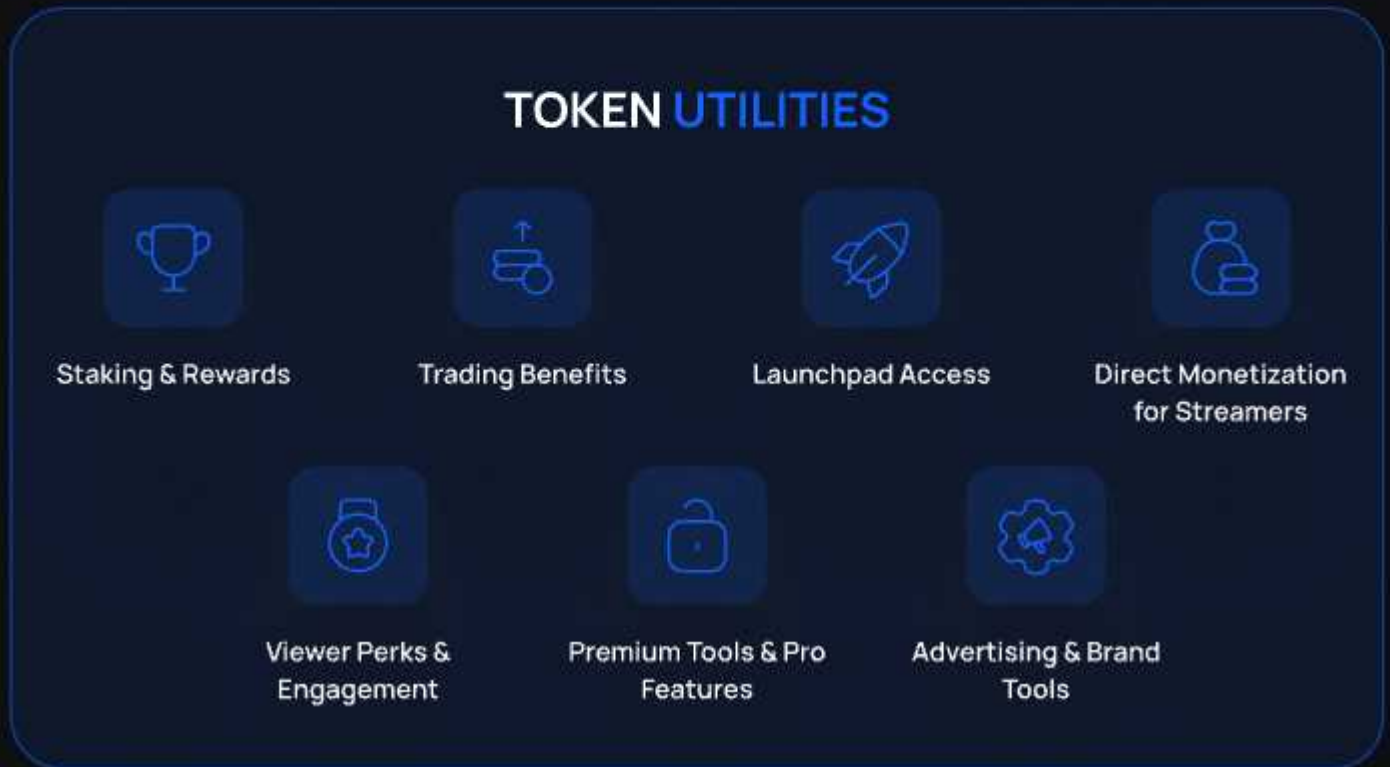 TOKEN UTILITIES
Staking & Rewards
Trading Benefits
Launchpad Access
Direct Monetization
for Streamers
Viewer Perks &
Engagement
Premium Tools & Pro
Features
Advertising & Brand
Tools